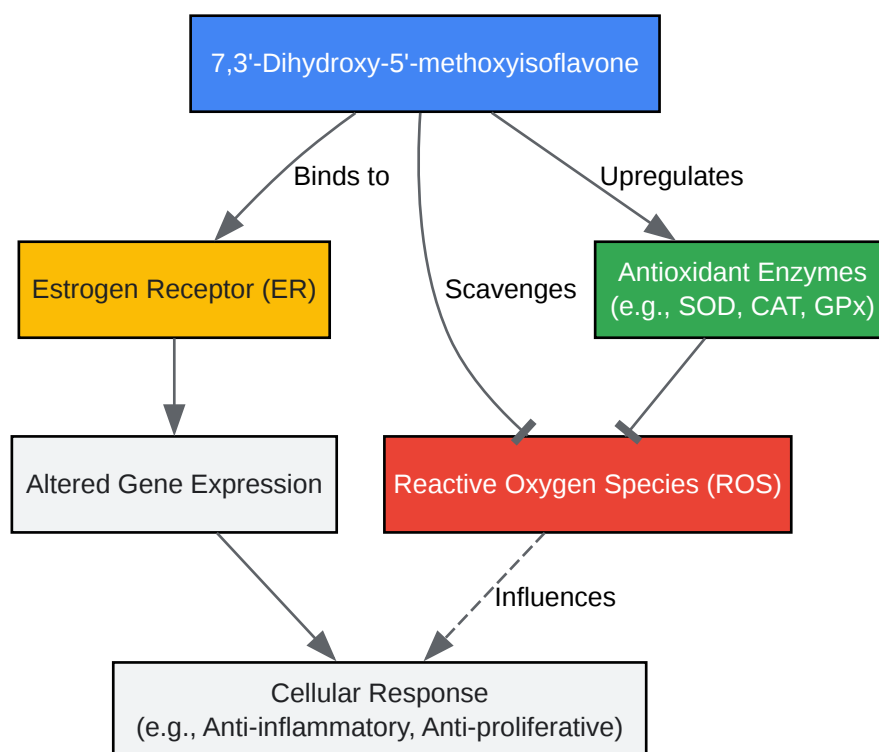 7,3'-Dihydroxy-5'-methoxyisoflavone
Binds to
Upregulates
Estrogen Receptor (ER)
Scavenges
Antioxidant Enzymes
(e.g., SOD, CAT, GPx)
Altered Gene Expression
Reactive Oxygen Species (ROS)
Influences
Cellular Response
(e.g., Anti-inflammatory, Anti-proliferative)